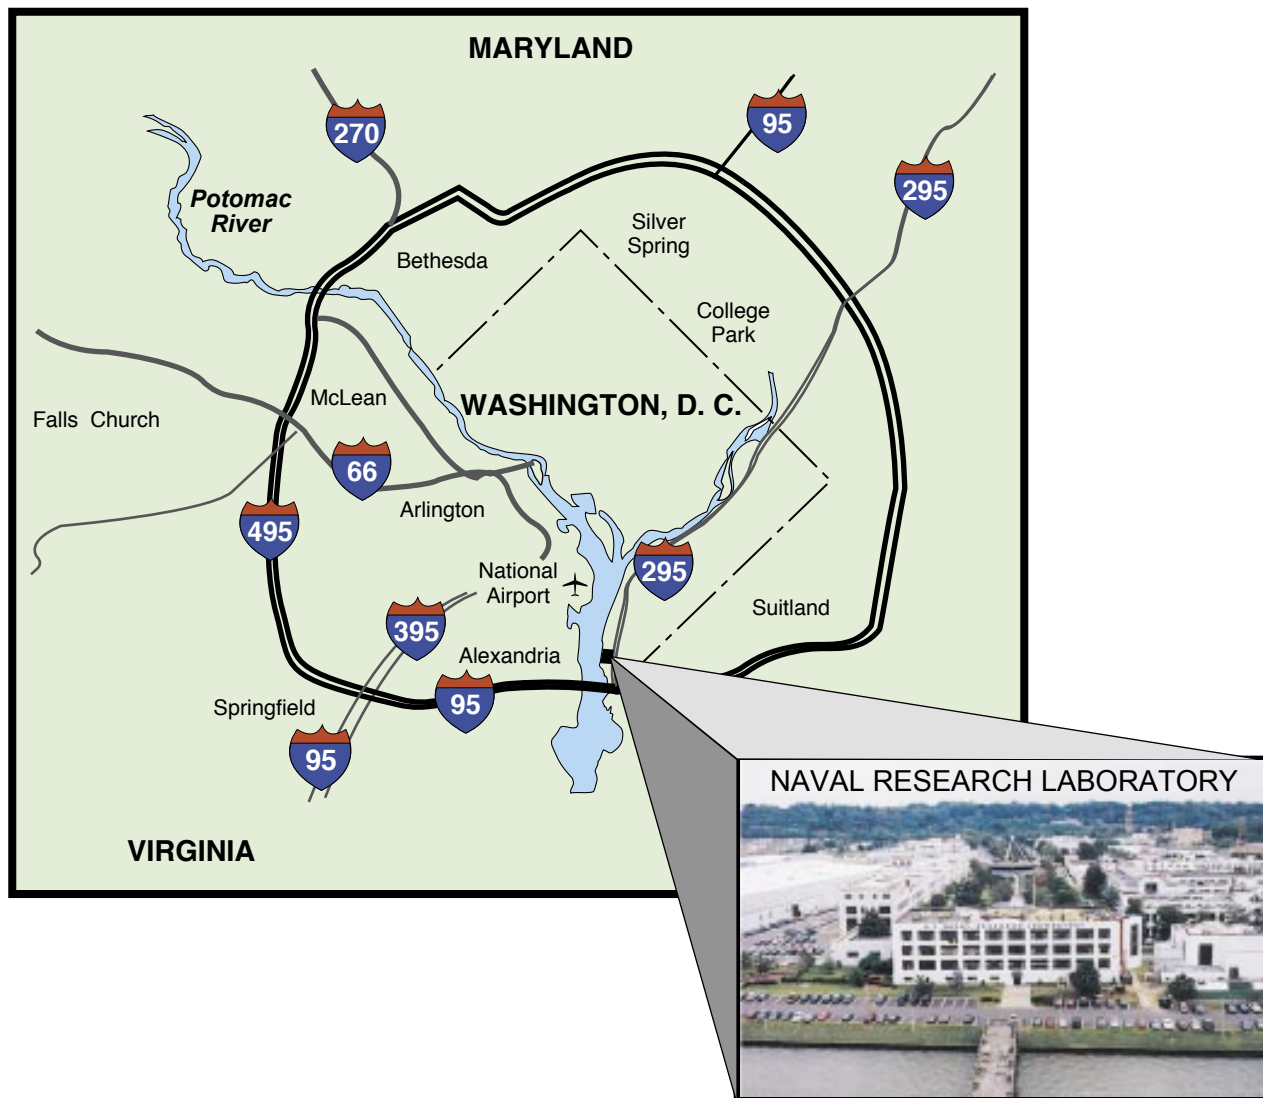 MARYLAND
270
95
295
Potomac
River
Silver
Spring
Bethesda
College
Park
McLean
WASHINGTON, D. C.
Falls Church
66
Arlington
495
National
Airport
295
Suitland
395
Alexandria
Springfield
95
95
VIRGINIA
NAVAL RESEARCH LABORATORY